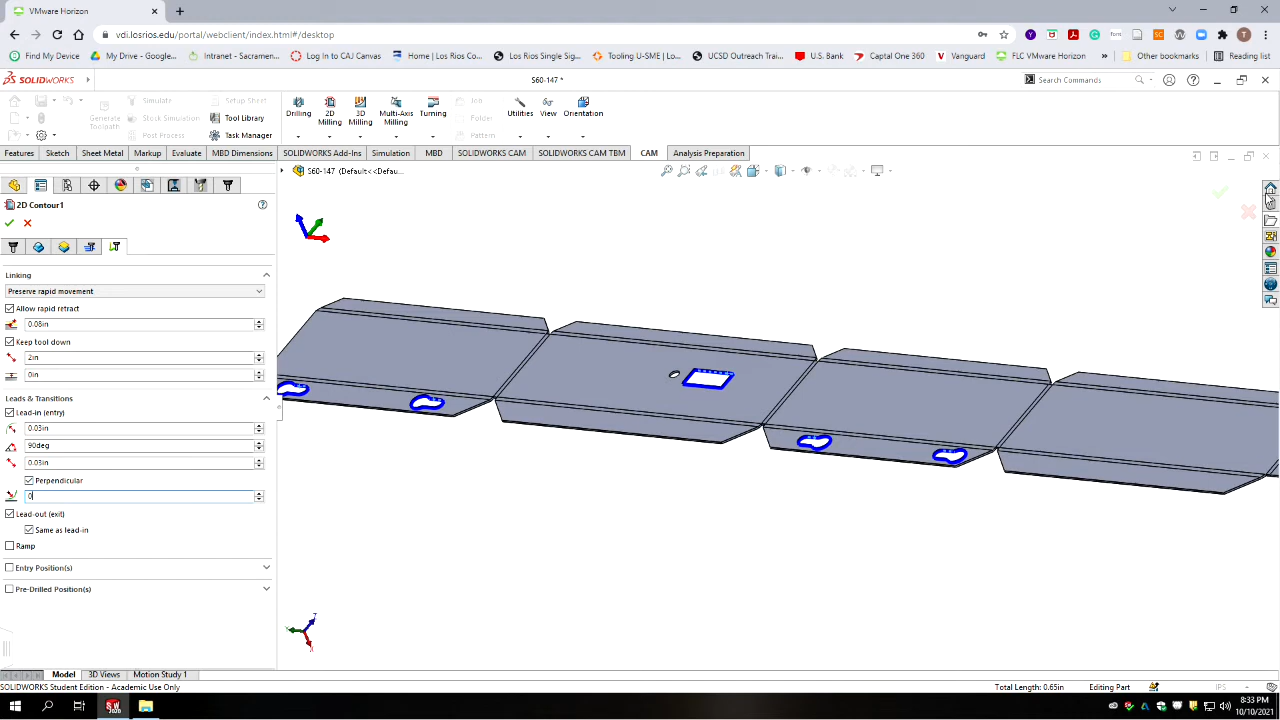 VMware Horizon
vdi.losrios.edu/portal/webclient/index.html#/desktop
Find My Device
My Drive - Google...
Intranet - Sacramen...
Log In to CAJ Canvas
Home | Los Rios Co...
Los Rios Single Sig...
Tooling U-SME | Lo...
UCSD Outreach Trai...
U.S. Bank
Captal One 360
Vanguard
FLC VMware Horizon
Other bookmarks
Reading list
SOLIDWORKS
S60-147 *
Search Commands
Generate Toolpath
Simulate
Stock Simulation
Post Process
Setup Sheet
Tool Library
Task Manager
Drilling
2D Milling
3D Milling
Multi-Axis Milling
Turning
Job
Folder
Pattern
Utilities
View
Orientation
Features
Sketch
Sheet Metal
Markup
Evaluate
MBD Dimensions
SOLIDWORKS Add-Ins
Simulation
MBD
SOLIDWORKS CAM
SOLIDWORKS CAM TBM
CAM
Analysis Preparation
S60-147 (Default<<Defau...
2D Contour1
Linking
Preserve rapid movement
Allow rapid retract
0.08in
Keep tool down
2in
0in
Leads & Transitions
Lead-in (entry)
0.03in
90deg
0.03in
Perpendicular
0
Lead-out (exit)
Same as lead-in
Ramp
Entry Position(s)
Pre-Drilled Position(s)
Model
3D Views
Motion Study 1
SOLIDWORKS Student Edition - Academic Use Only
Total Length: 0.65in
Editing Part
IPS
8:33 PM
10/10/2021